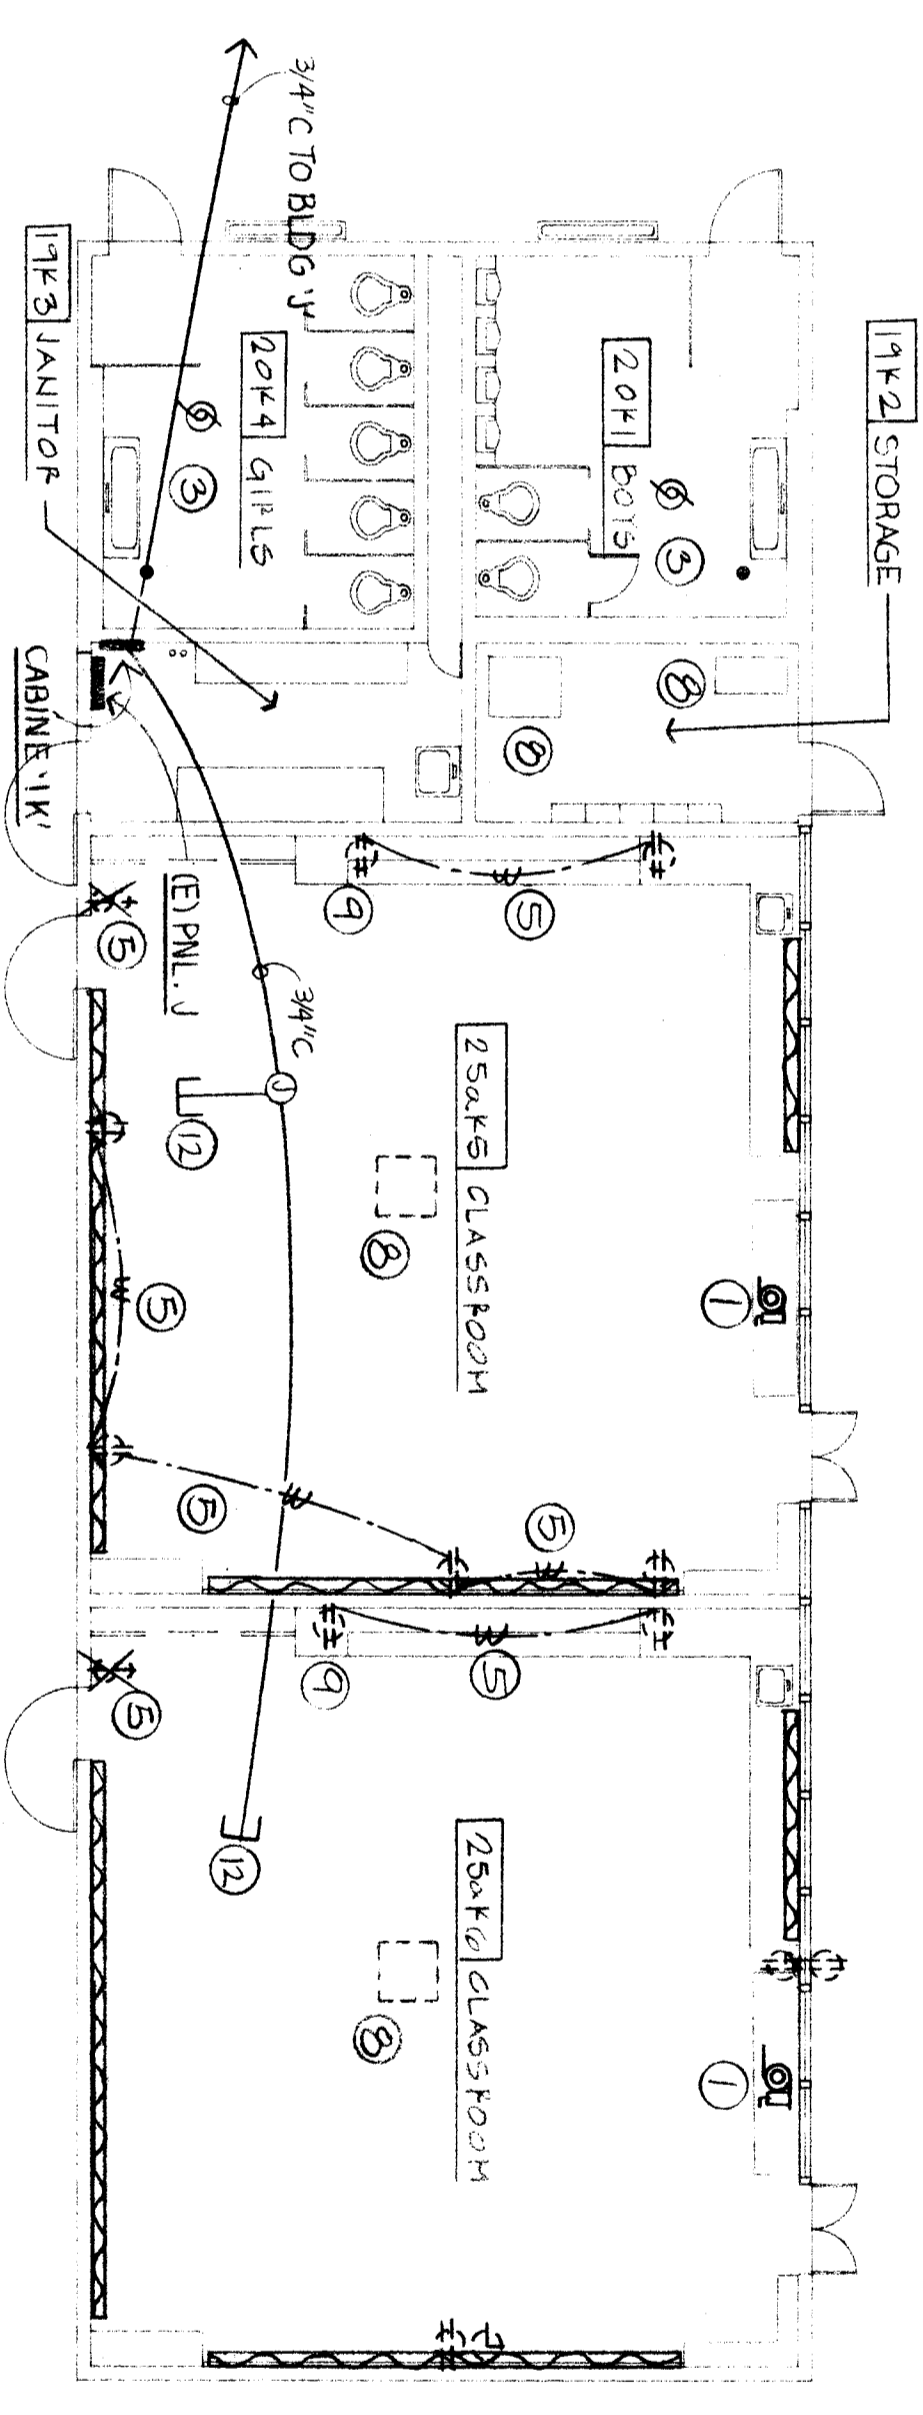 3/4"C TO BLDG 'J'
19K3 JANITOR
20K4 GIRLS
3
20K1 BOYS
3
19K2 STORAGE
8
8
CABINE 'IK'
(E) PNL. J
9
5
5
3/4"C
J
12
25aK5 CLASSROOM
8
1
5
5
5
9
5
5
12
25aK6 CLASSROOM
8
1